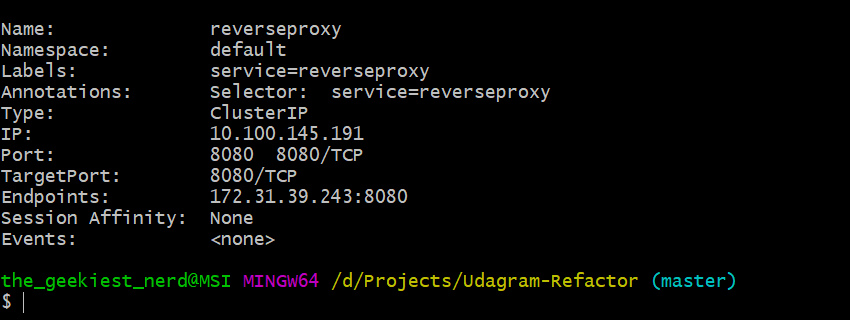 Name: reverseproxy
Namespace: default
Labels: service=reverseproxy
Annotations: Selector: service=reverseproxy
Type: ClusterIP
IP: 10.100.145.191
Port: 8080 8080/TCP
TargetPort: 8080/TCP
Endpoints: 172.31.39.243:8080
Session Affinity: None
Events: <none>
the_geekiest_nerd@MSI MINGW64 /d/Projects/Udagram-Refactor (master)
$